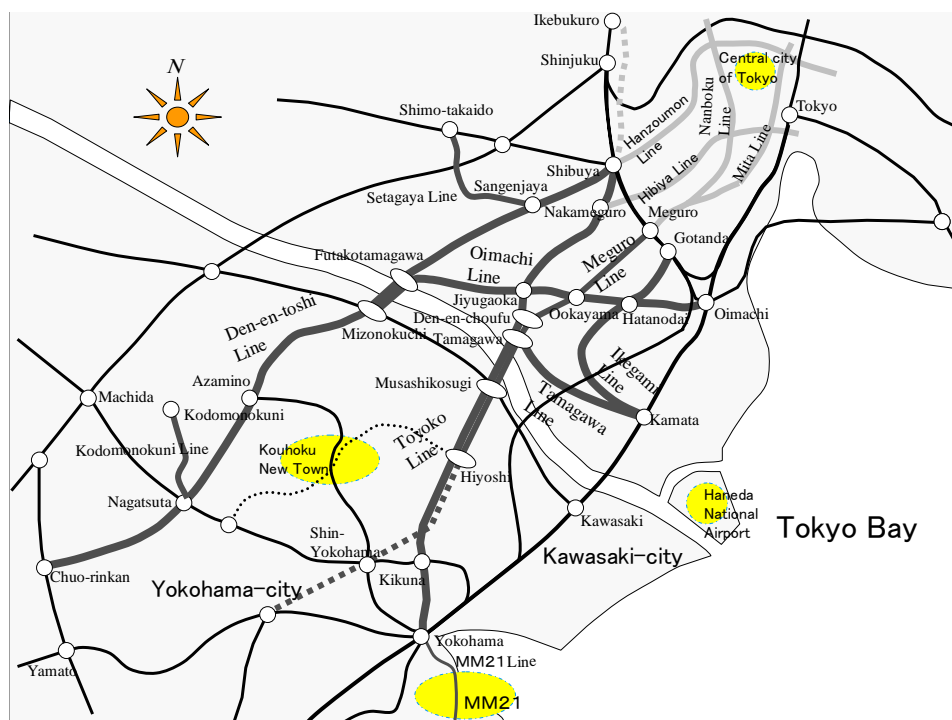 Ikebukuro
N
Shinjuku
Central city
of Tokyo
Tokyo
Shimo-takaido
Hanzoumon
Line
Nanboku
Line
Mita Line
Shibuya
Hibiya Line
Setagaya Line
Sangenjaya
Nakameguro
Meguro
Gotanda
Futakotamagawa
Oimachi
Line
Meguro
Line
Jiyugaoka
Den-en-choufu
Ookayama
Hatanodai
Oimachi
Den-en-toshi
Line
Mizonokuchi
Tamagawa
Musashikosugi
Ikegami
Line
Tamagawa
Line
Kamata
Azamino
Machida
Kodomonokuni
Kodomonokuni Line
Kouhoku
New Town
Toyoko
Line
Hiyoshi
Nagatsuta
Haneda
National
Airport
Tokyo Bay
Kawasaki
Shin-
Yokohama
Kawasaki-city
Chuo-rinkan
Yokohama-city
Kikuna
Yokohama
Yamato
MM21 Line
MM21